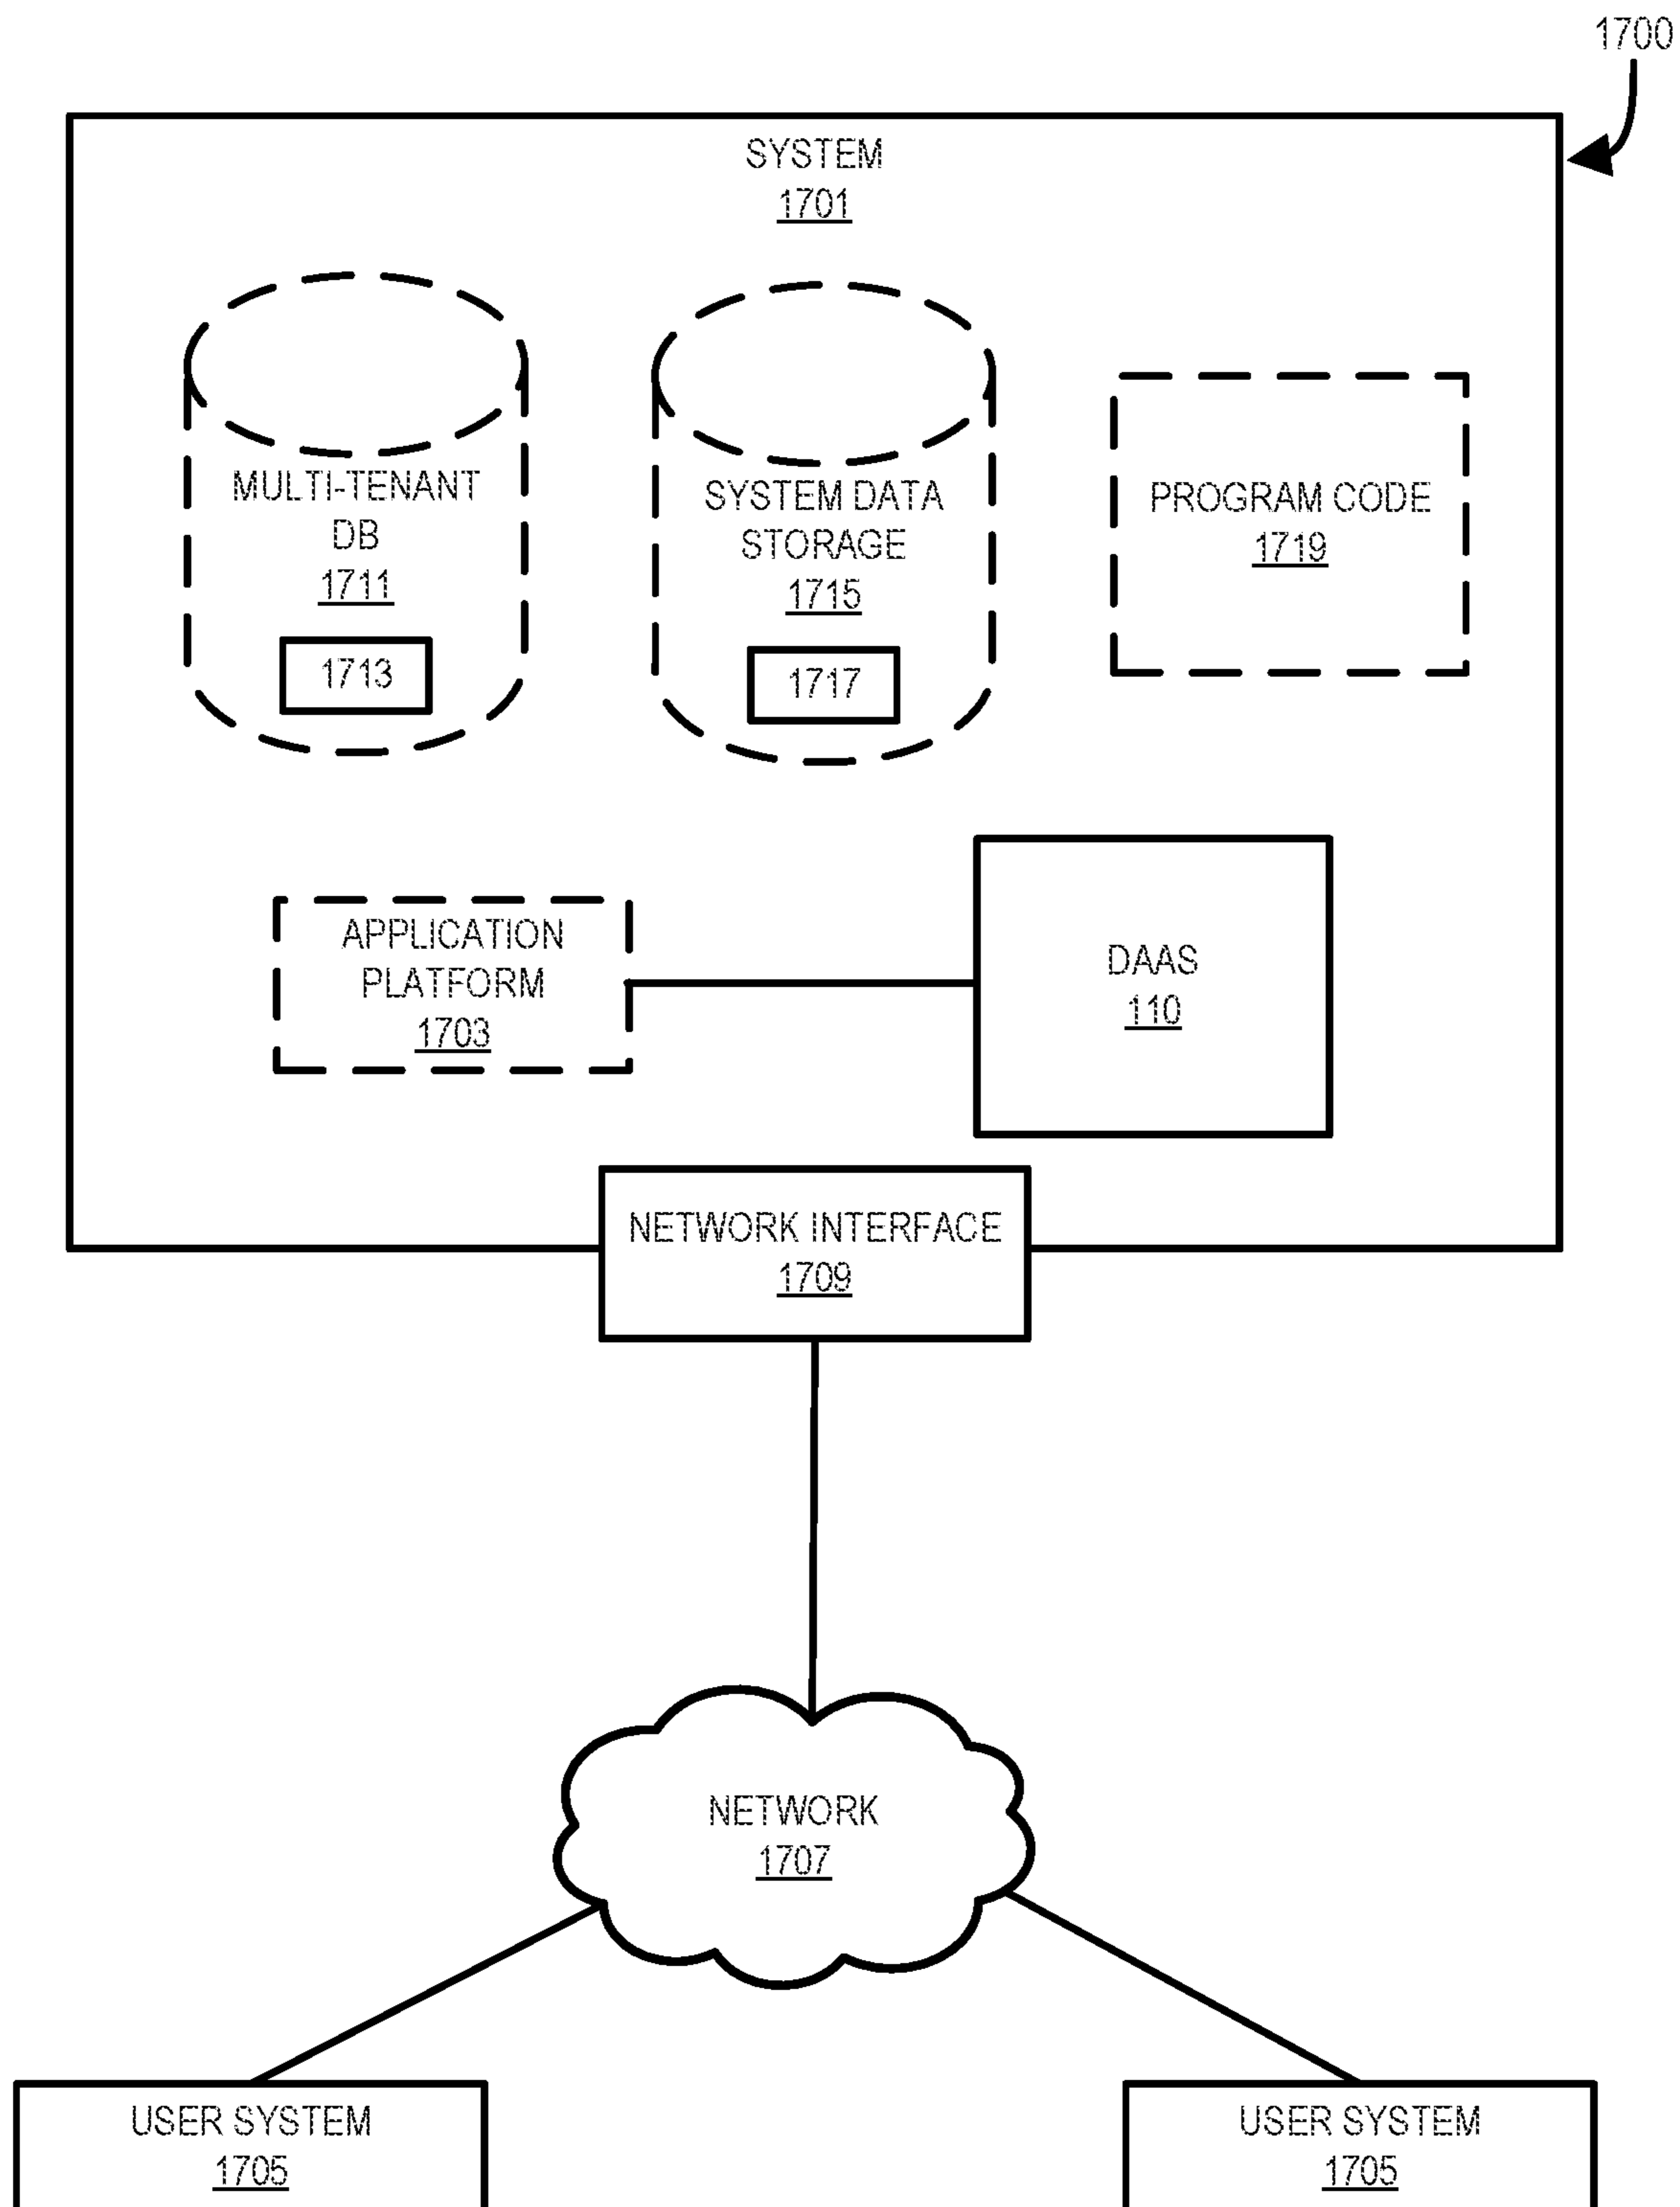 1700
SYSTEM
1701
MULTI-TENANT
DB
1711
1713
SYSTEM DATA
STORAGE
1715
1717
PROGRAM CODE
1719
APPLICATION
PLATFORM
1703
DAAS
110
NETWORK INTERFACE
1709
NETWORK
1707
USER SYSTEM
1705
USER SYSTEM
1705